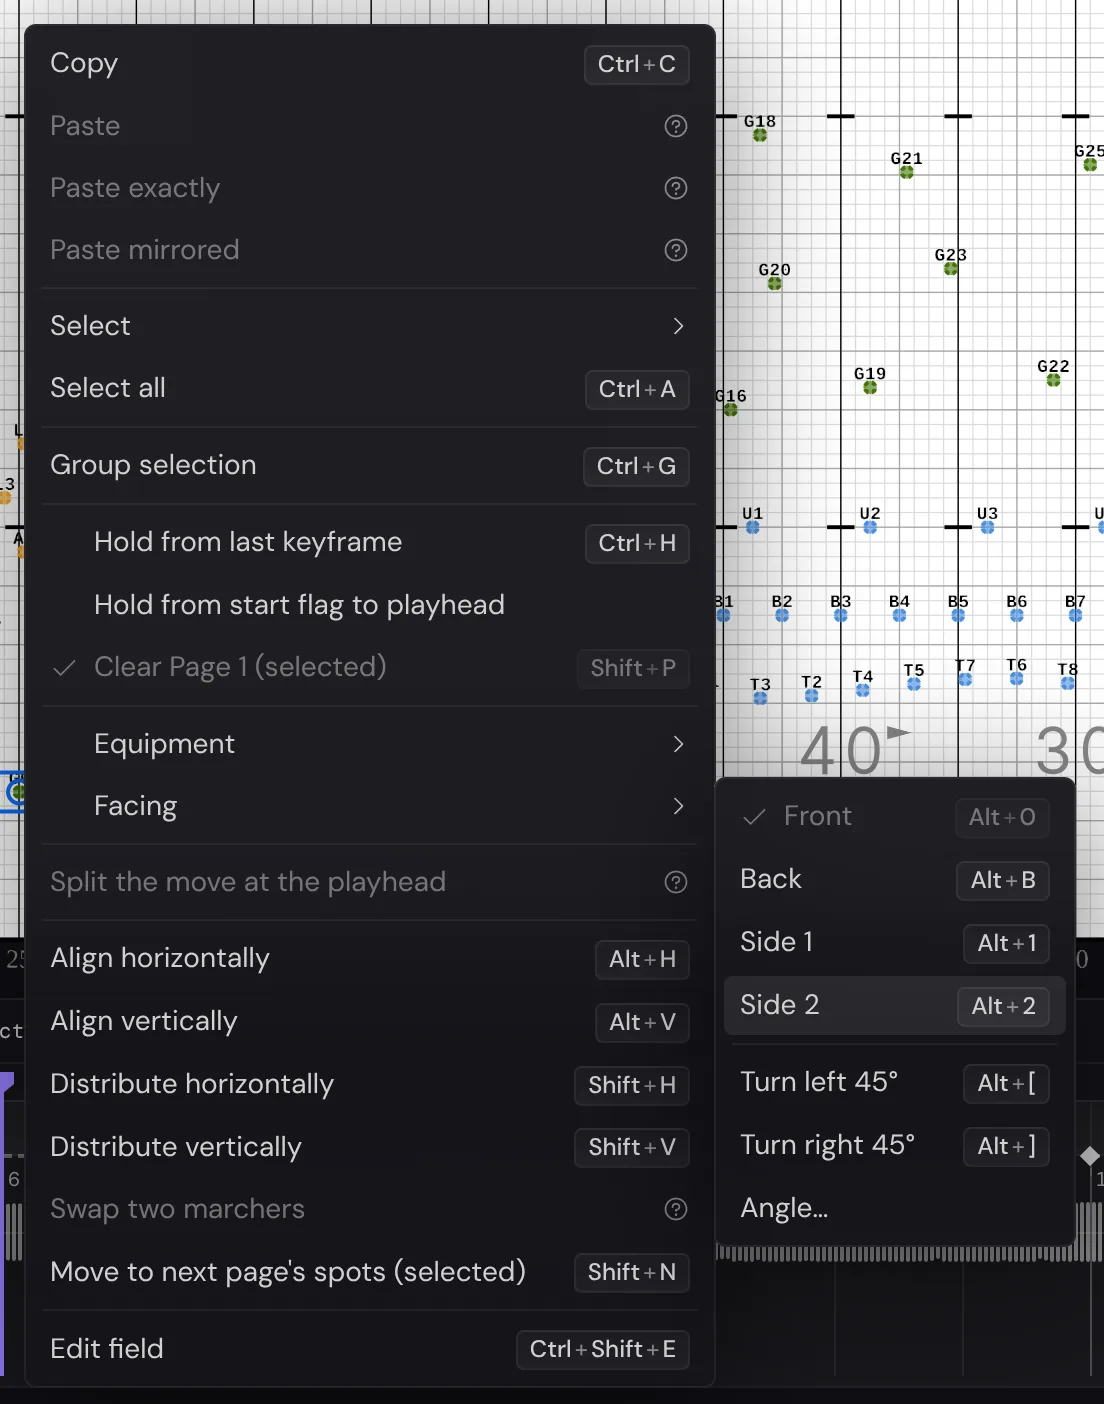 Copy Ctrl+C
Paste
Paste exactly
Paste mirrored
Select
Select all Ctrl+A
Group selection Ctrl+G
Hold from last keyframe Ctrl+H
Hold from start flag to playhead
Clear Page 1 (selected) Shift+P
Equipment
Facing
Split the move at the playhead
Align horizontally Alt+H
Align vertically Alt+V
Distribute horizontally Shift+H
Distribute vertically Shift+V
Swap two marchers
Move to next page's spots (selected) Shift+N
Edit field Ctrl+Shift+E
Front Alt+0
Back Alt+B
Side 1 Alt+1
Side 2 Alt+2
Turn left 45° Alt+[
Turn right 45° Alt+]
Angle...
G18
G21
G25
G23
G20
G22
G19
G16
U1 U2 U3
B1 B2 B3 B4 B5 B6 B7
T3 T2 T4 T5 T7 T6 T8
40 30
6